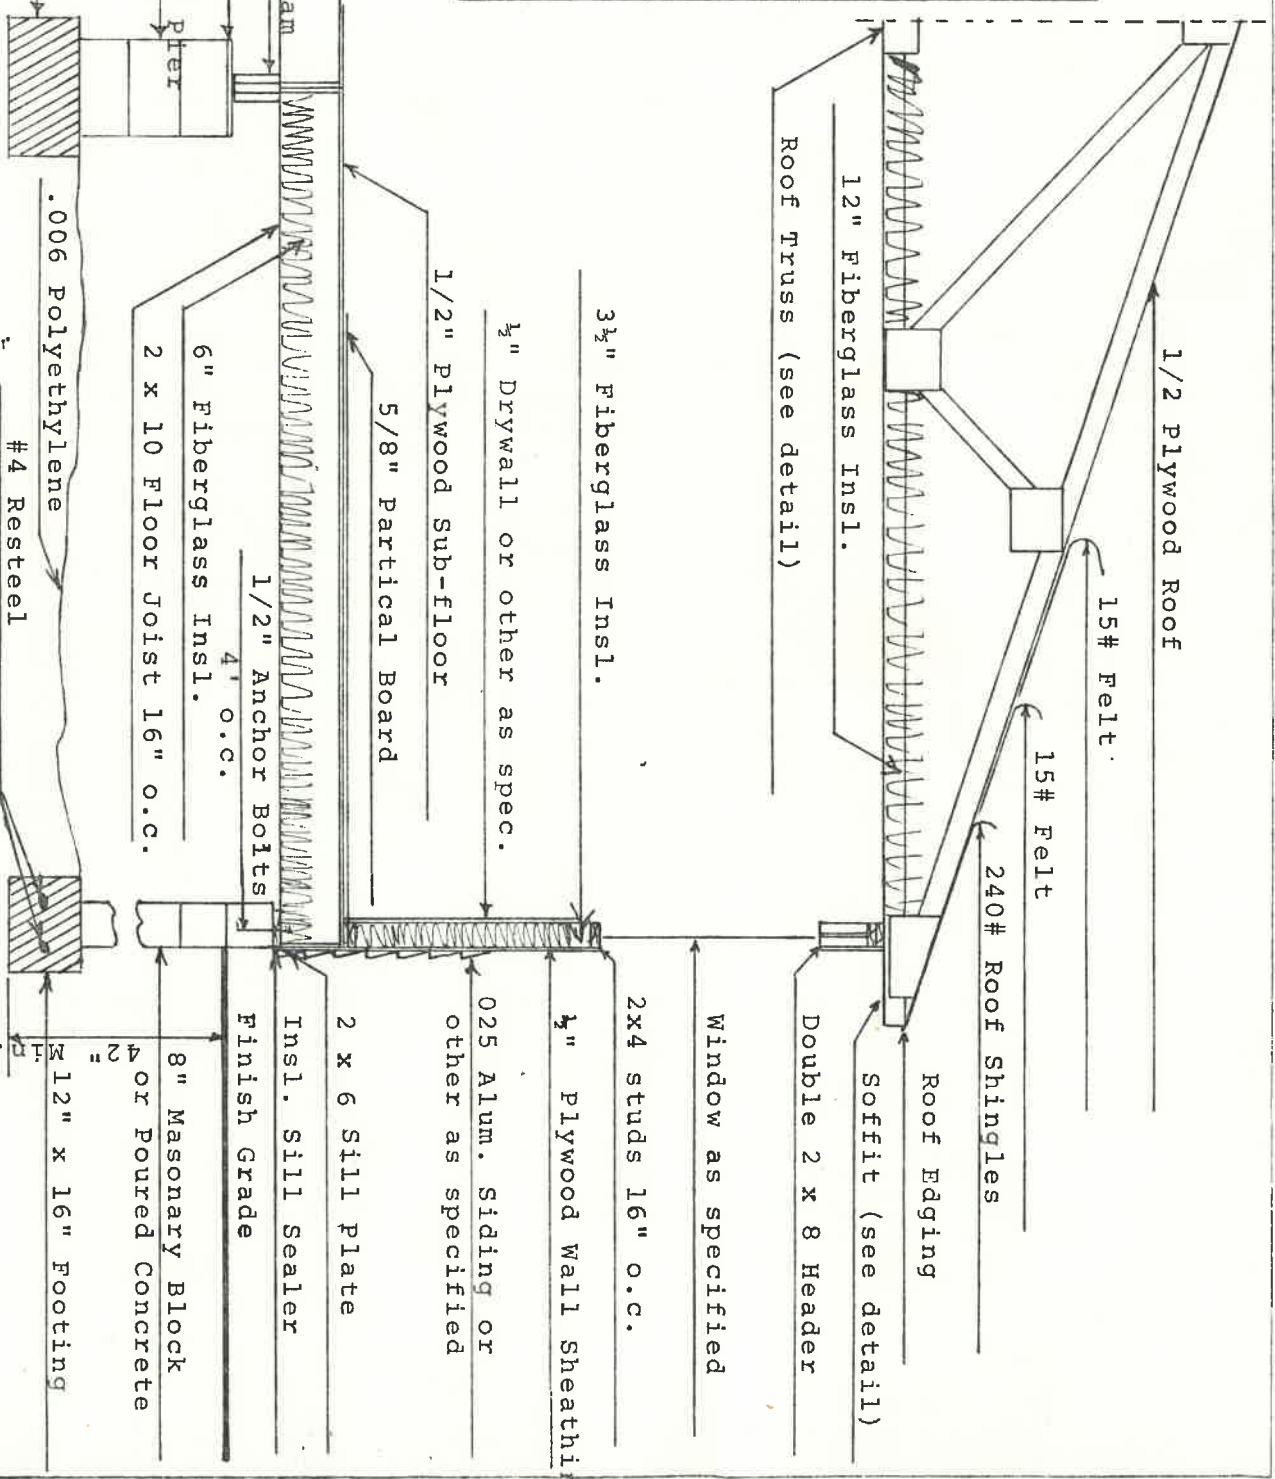 1/2 Plywood Roof
15# Felt
15# Felt
240# Roof Shingles
Roof Edging
Soffit (see detail)
12" Fiberglass Insl.
Roof Truss (see detail)
Double 2 x 8 Header
Window as specified
2x4 studs 16" o.c.
3½" Fiberglass Insl.
½" Plywood Wall Sheathi
½" Drywall or other as spec.
025 Alum. Siding or
other as specified
1/2" Plywood Sub-floor
5/8" Partical Board
2 x 6 Sill Plate
Insl. Sill Sealer
Finish Grade
1/2" Anchor Bolts
4' o.c.
6" Fiberglass Insl.
2 x 10 Floor Joist 16" o.c.
8" Masonary Block
or Poured Concrete
42" Min
12" x 16" Footing
.006 Polyethylene
#4 Resteel
Pier
am